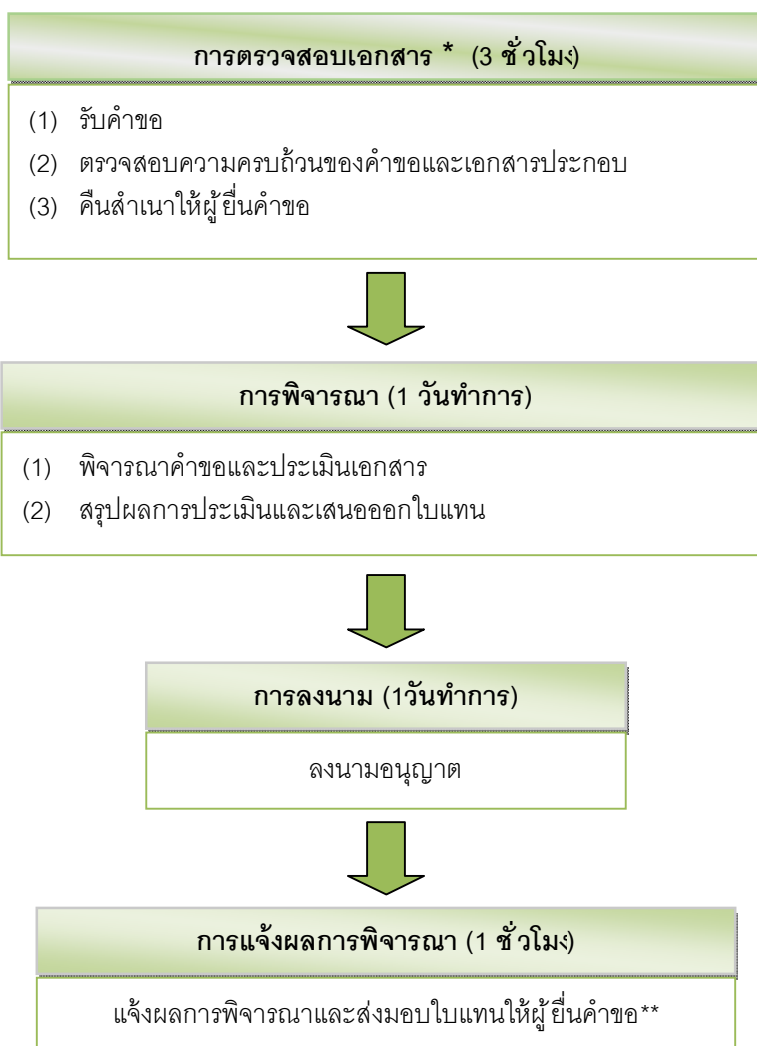 การตรวจสอบเอกสาร * (3 ชั่วโมง)
(1) รับคำขอ
(2) ตรวจสอบความครบถ้วนของคำขอและเอกสารประกอบ
(3) คืนสำเนาให้ผู้ยื่นคำขอ
การพิจารณา (1 วันทำการ)
(1) พิจารณาคำขอและประเมินเอกสาร
(2) สรุปผลการประเมินและเสนอออกใบแทน
การลงนาม (1วันทำการ)
ลงนามอนุญาต
การแจ้งผลการพิจารณา (1 ชั่วโมง)
แจ้งผลการพิจารณาและส่งมอบใบแทนให้ผู้ยื่นคำขอ**